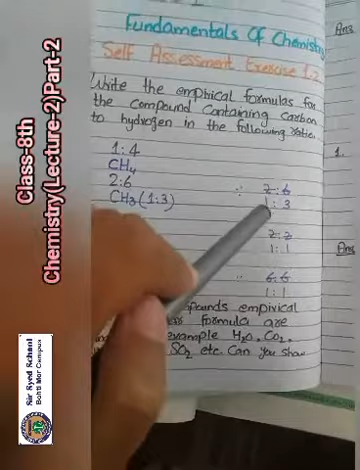 Class-8th
Chemistry(Lecture-2)Part-2
Sir Syed School
Bohti Mor Campus
Fundamentals Of Chemistry
Self Assessment Exercise 1.2
Write the empirical formulas for
the compound containing Carbon
to hydrogen in the following ratio.
1:4
CH₄
2:6
CH₃ (1:3)
∵ 2:6
1:3
2:2
1:1
∵ 6:6
1:1
empirical
formula are
example H₂O, CO₂,
SO₂ etc. Can you show
Ans
1.
Ans